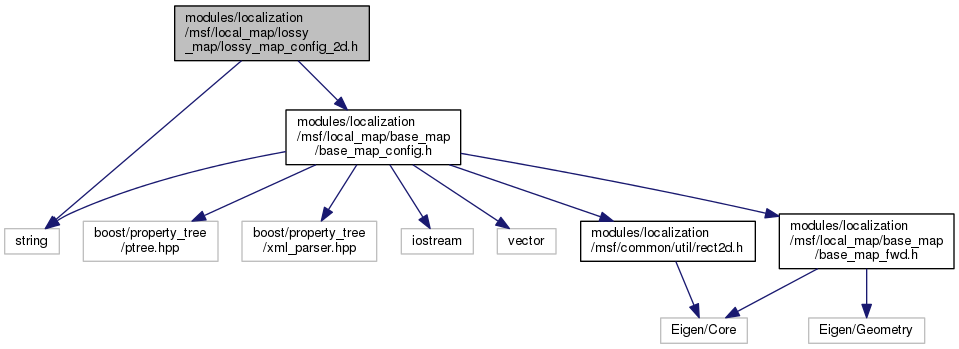 modules/localization
/msf/local_map/lossy
_map/lossy_map_config_2d.h
modules/localization
/msf/local_map/base_map
/base_map_config.h
string
boost/property_tree
/ptree.hpp
boost/property_tree
/xml_parser.hpp
iostream
vector
modules/localization
/msf/common/util/rect2d.h
modules/localization
/msf/local_map/base_map
/base_map_fwd.h
Eigen/Core
Eigen/Geometry